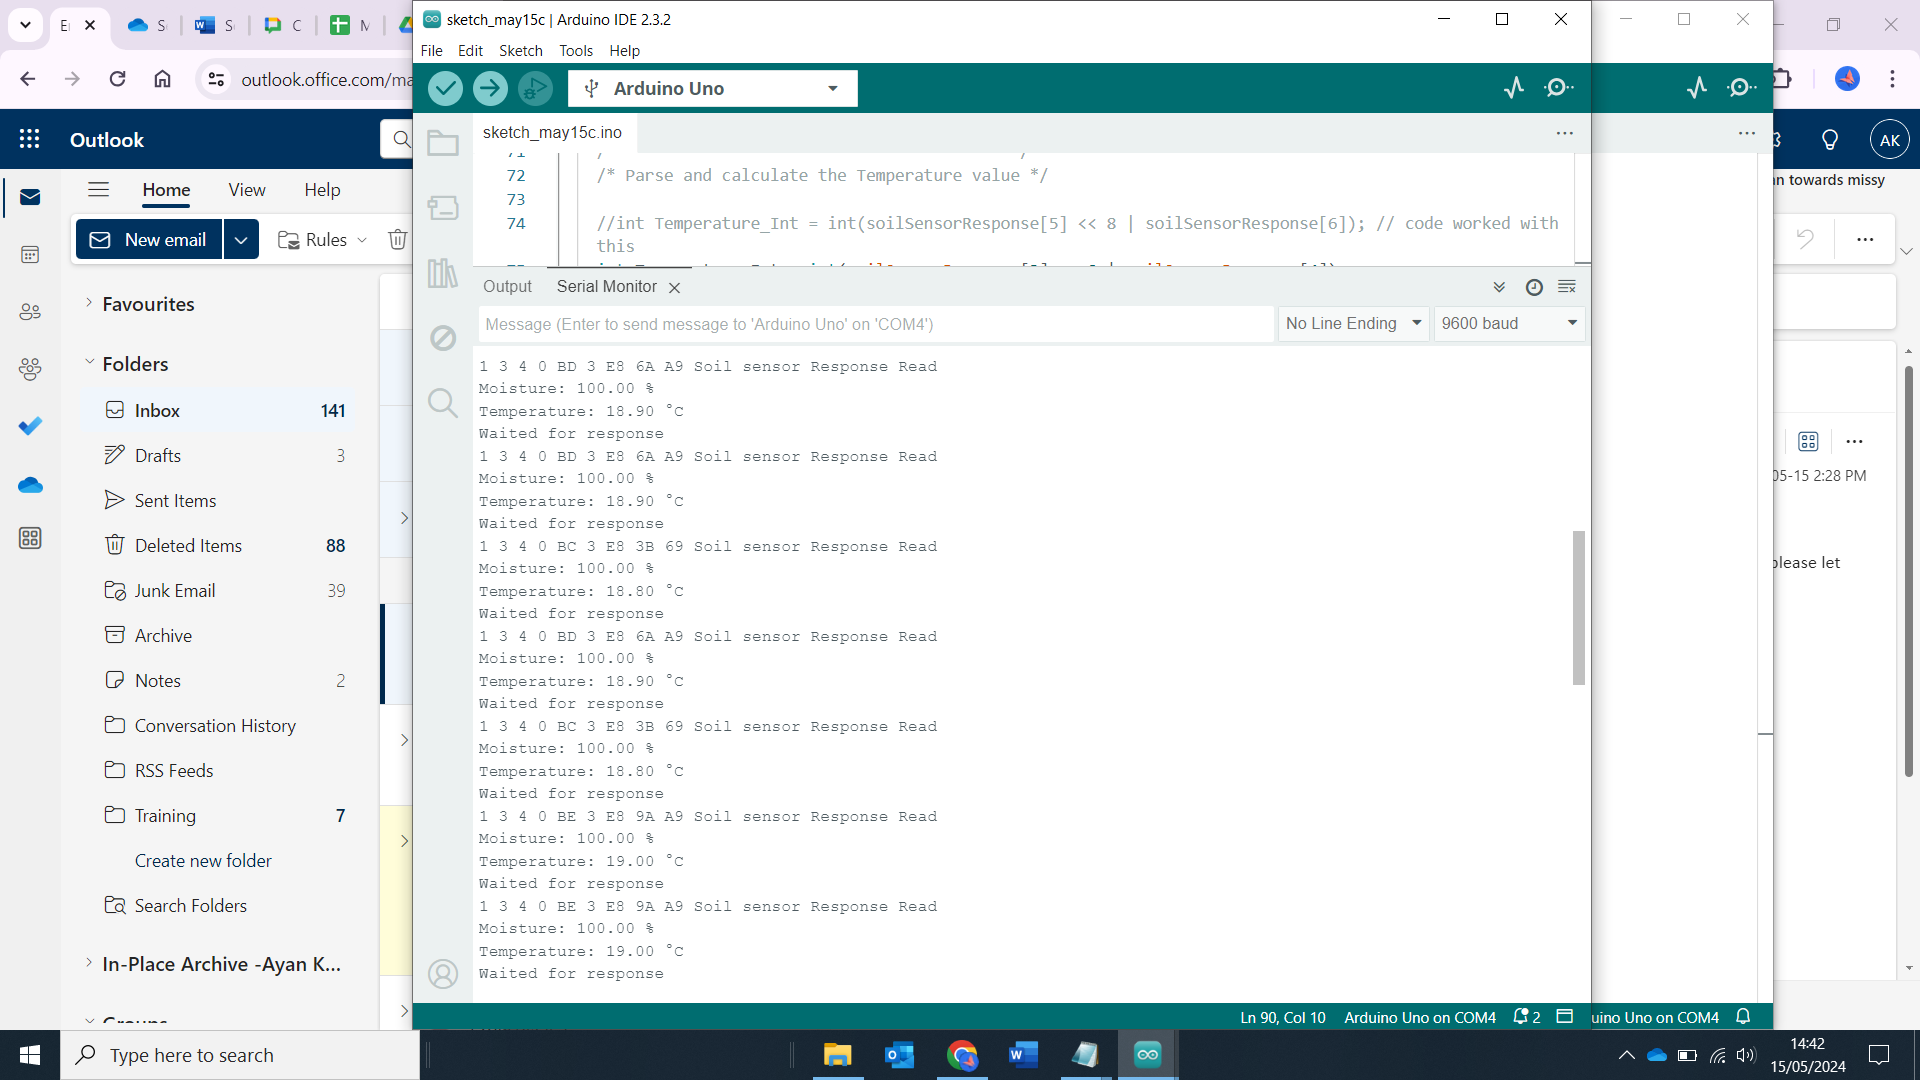 sketch_may15c | Arduino IDE 2.3.2
File Edit Sketch Tools Help
outlook.office.com/ma
Arduino Uno
Outlook
AK
sketch_may15c.ino
Home View Help
an towards missy
72 /* Parse and calculate the Temperature value */
73
74 //int Temperature_Int = int(soilSensorResponse[5] << 8 | soilSensorResponse[6]); // code worked with
this
New email
Rules
Output Serial Monitor
Message (Enter to send message to 'Arduino Uno' on 'COM4')
No Line Ending
9600 baud
Favourites
Folders
Inbox 141
Drafts 3
Sent Items
Deleted Items 88
Junk Email 39
Archive
Notes 2
Conversation History
RSS Feeds
Training 7
Create new folder
Search Folders
In-Place Archive -Ayan K...
Groups
1 3 4 0 BD 3 E8 6A A9 Soil sensor Response Read
Moisture: 100.00 %
Temperature: 18.90 °C
Waited for response
1 3 4 0 BD 3 E8 6A A9 Soil sensor Response Read
Moisture: 100.00 %
Temperature: 18.90 °C
Waited for response
1 3 4 0 BC 3 E8 3B 69 Soil sensor Response Read
Moisture: 100.00 %
Temperature: 18.80 °C
Waited for response
1 3 4 0 BD 3 E8 6A A9 Soil sensor Response Read
Moisture: 100.00 %
Temperature: 18.90 °C
Waited for response
1 3 4 0 BC 3 E8 3B 69 Soil sensor Response Read
Moisture: 100.00 %
Temperature: 18.80 °C
Waited for response
1 3 4 0 BE 3 E8 9A A9 Soil sensor Response Read
Moisture: 100.00 %
Temperature: 19.00 °C
Waited for response
1 3 4 0 BE 3 E8 9A A9 Soil sensor Response Read
Moisture: 100.00 %
Temperature: 19.00 °C
Waited for response
05-15 2:28 PM
please let
Ln 90, Col 10 Arduino Uno on COM4 2
uino Uno on COM4
Type here to search
14:42
15/05/2024